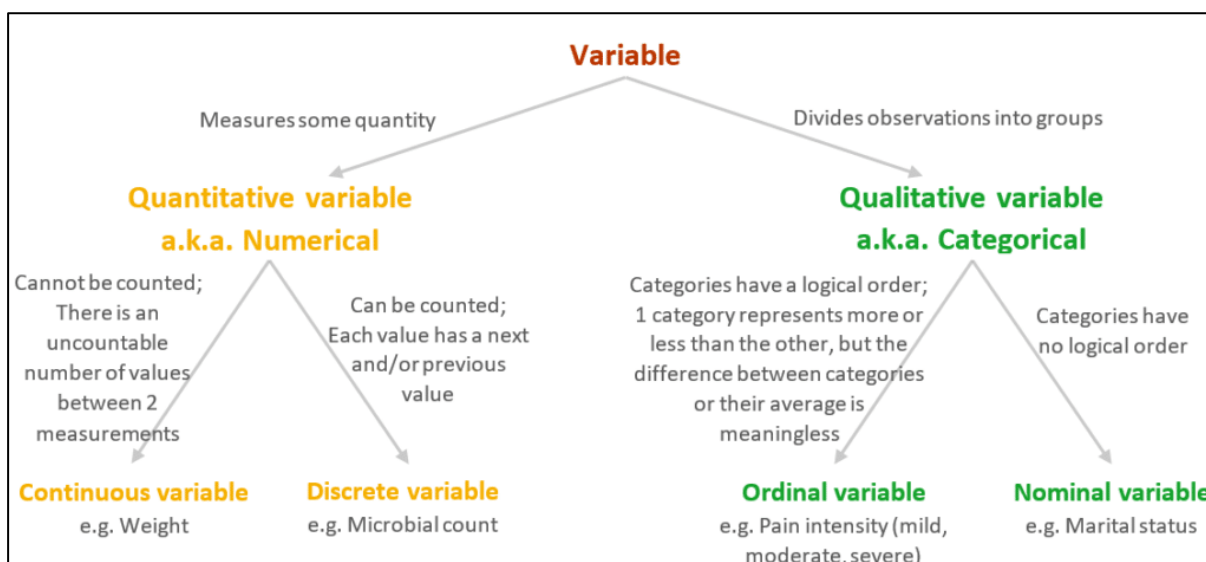 Variable
Measures some quantity
Divides observations into groups
Quantitative variable
a.k.a. Numerical
Qualitative variable
a.k.a. Categorical
Cannot be counted;
There is an
uncountable
number of values
between 2
measurements
Can be counted;
Each value has a next
and/or previous
value
Categories have a logical order;
1 category represents more or
less than the other, but the
difference between categories
or their average is
meaningless
Categories have
no logical order
Continuous variable
e.g. Weight
Discrete variable
e.g. Microbial count
Ordinal variable
e.g. Pain intensity (mild,
moderate, severe)
Nominal variable
e.g. Marital status